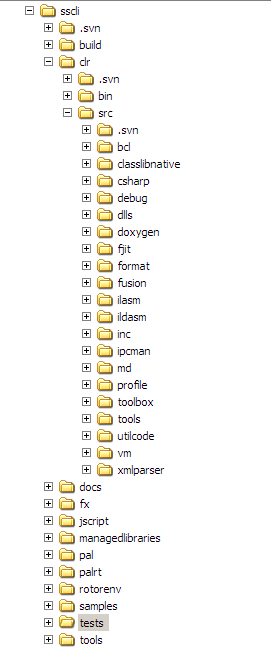 sscli
.svn
build
clr
.svn
bin
src
.svn
bcl
classlibnative
csharp
debug
dlls
doxygen
fjit
format
fusion
ilasm
ildasm
inc
ipcman
md
profile
toolbox
tools
utilcode
vm
xmlparser
docs
fx
jscript
managedlibraries
pal
palrt
rotorenv
samples
tests
tools